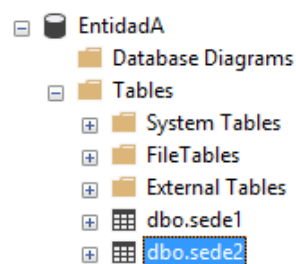 EntidadA
Database Diagrams
Tables
System Tables
FileTables
External Tables
dbo.sede1
dbo.sede2